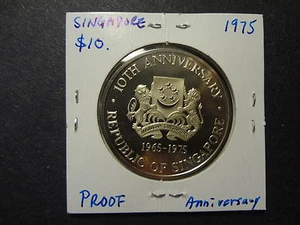 SINGAPORE 1975
$10.
10TH ANNIVERSARY
1965-1975
REPUBLIC OF SINGAPORE
PROOF Anniversary